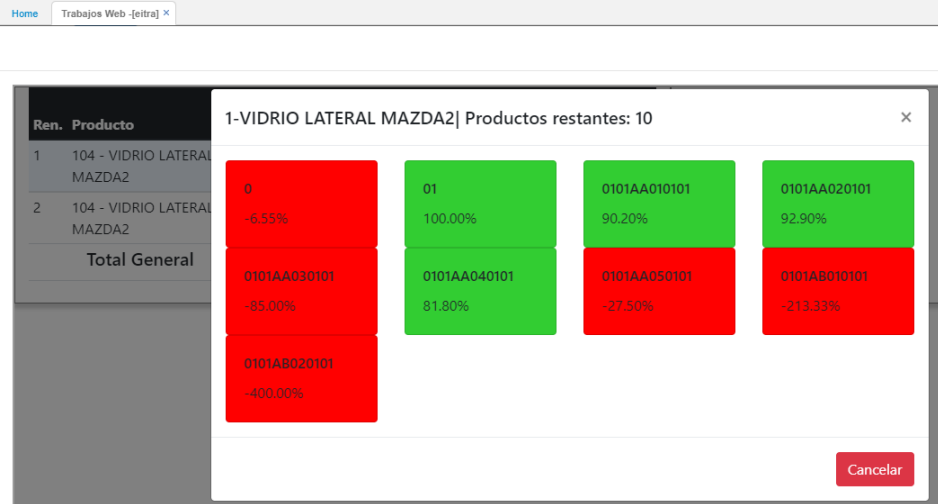 Home Trabajos Web -[eitra] ×
1-VIDRIO LATERAL MAZDA2| Productos restantes: 10 ×
Ren. Producto
1 104 - VIDRIO LATERAL
MAZDA2
2 104 - VIDRIO LATERAL
MAZDA2
Total General
0 01 0101AA010101 0101AA020101
-6.55% 100.00% 90.20% 92.90%
0101AA030101 0101AA040101 0101AA050101 0101AB010101
-85.00% 81.80% -27.50% -213.33%
0101AB020101
-400.00%
Cancelar